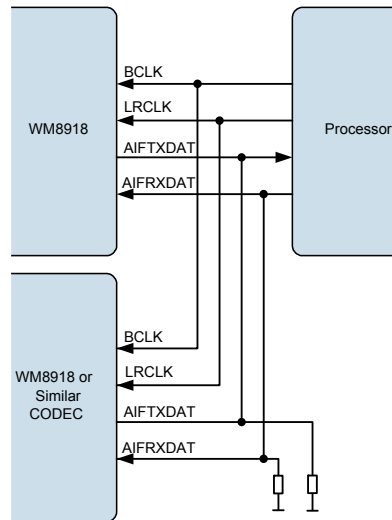 BCLK
LRCLK
WM8918
Processor
AIFTXDAT
AIFRXDAT
BCLK
LRCLK
WM8918 or
Similar
CODEC
AIFTXDAT
AIFRXDAT